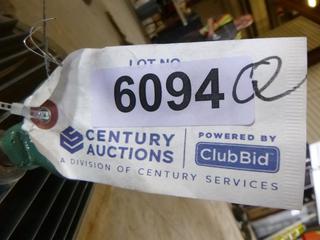 LOT NO.
6094 Q
CENTURY AUCTIONS
POWERED BY
ClubBid
A DIVISION OF CENTURY SERVICES